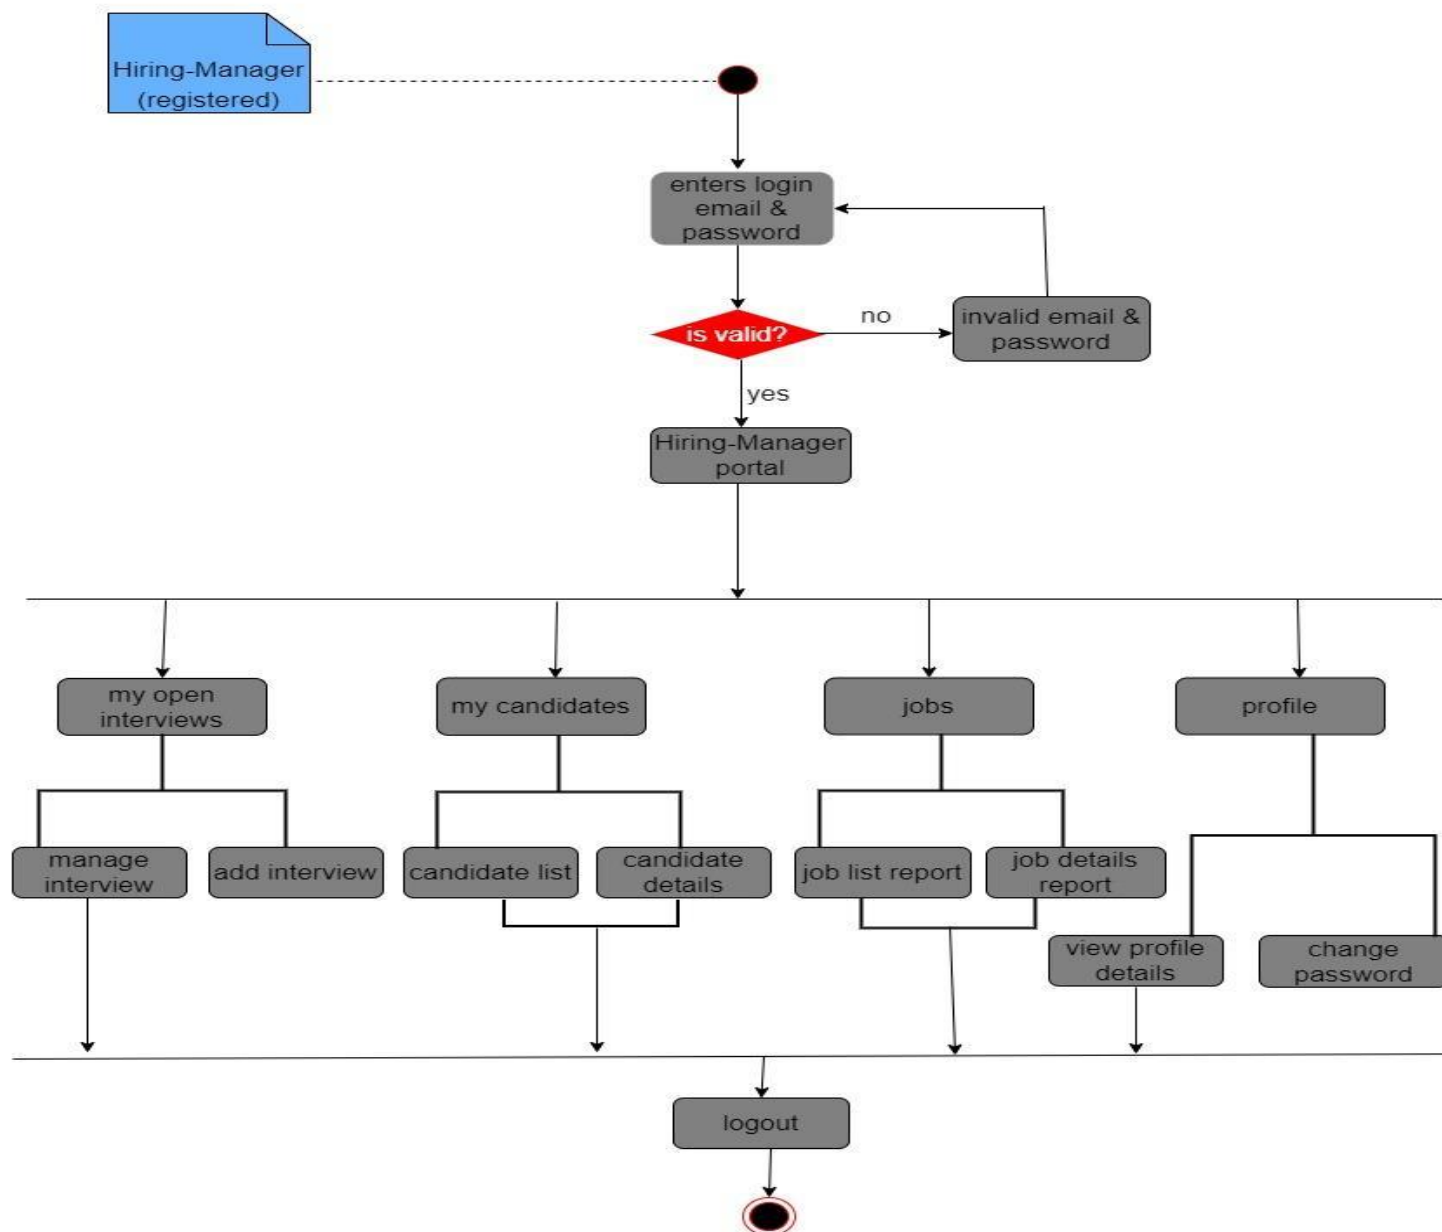 Hiring-Manager
(registered)
enters login
email &
password
is valid?
no
invalid email &
password
yes
Hiring-Manager
portal
my open
interviews
my candidates
jobs
profile
manage
interview
add interview
candidate list
candidate
details
job list report
job details
report
view profile
details
change
password
logout